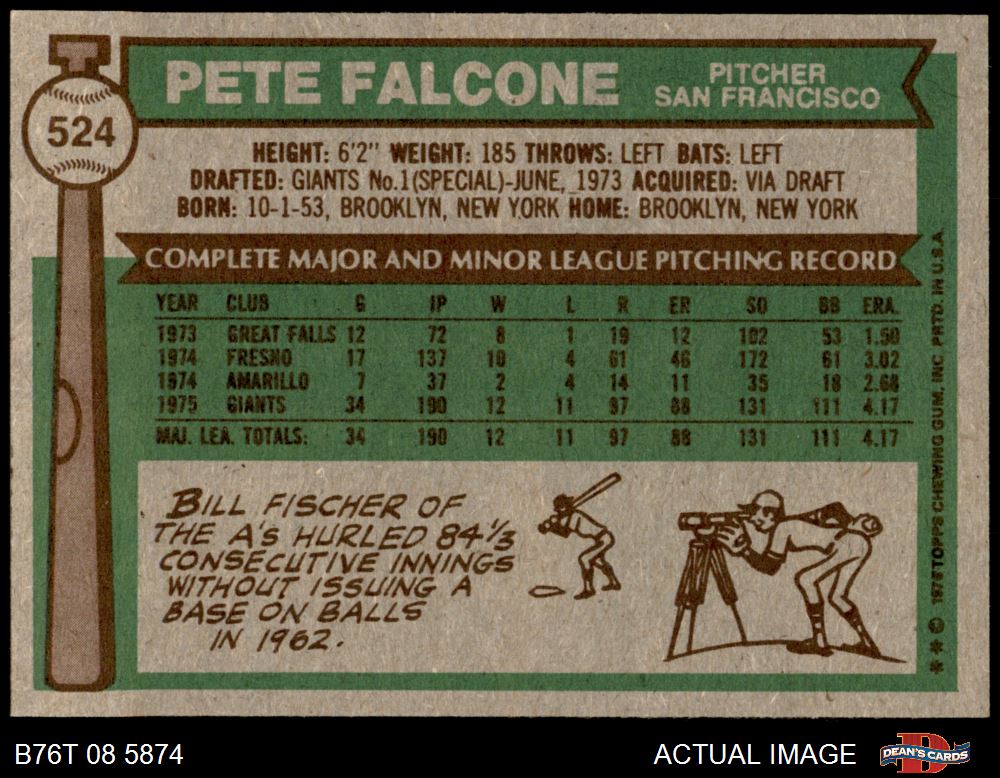 524
PETE FALCONE
PITCHER
SAN FRANCISCO
HEIGHT: 6'2" WEIGHT: 185 THROWS: LEFT BATS: LEFT
DRAFTED: GIANTS No.1(SPECIAL)-JUNE, 1973 ACQUIRED: VIA DRAFT
BORN: 10-1-53, BROOKLYN, NEW YORK HOME: BROOKLYN, NEW YORK
COMPLETE MAJOR AND MINOR LEAGUE PITCHING RECORD
YEAR CLUB G IP W L R ER SO BB ERA.
1973 GREAT FALLS 12 72 8 1 19 12 102 53 1.50
1974 FRESNO 17 137 10 4 61 46 172 61 3.02
1974 AMARILLO 7 37 2 4 14 11 35 18 2.68
1975 GIANTS 34 190 12 11 97 88 131 111 4.17
MAJ. LEA. TOTALS: 34 190 12 11 97 88 131 111 4.17
BILL FISCHER OF
THE A'S HURLED 84⅓
CONSECUTIVE INNINGS
WITHOUT ISSUING A
BASE ON BALLS
IN 1962.
** © 1976 TOPPS CHEWING GUM, INC PRTD. IN U.S.A.
B76T 08 5874
ACTUAL IMAGE
DEAN'S CARDS